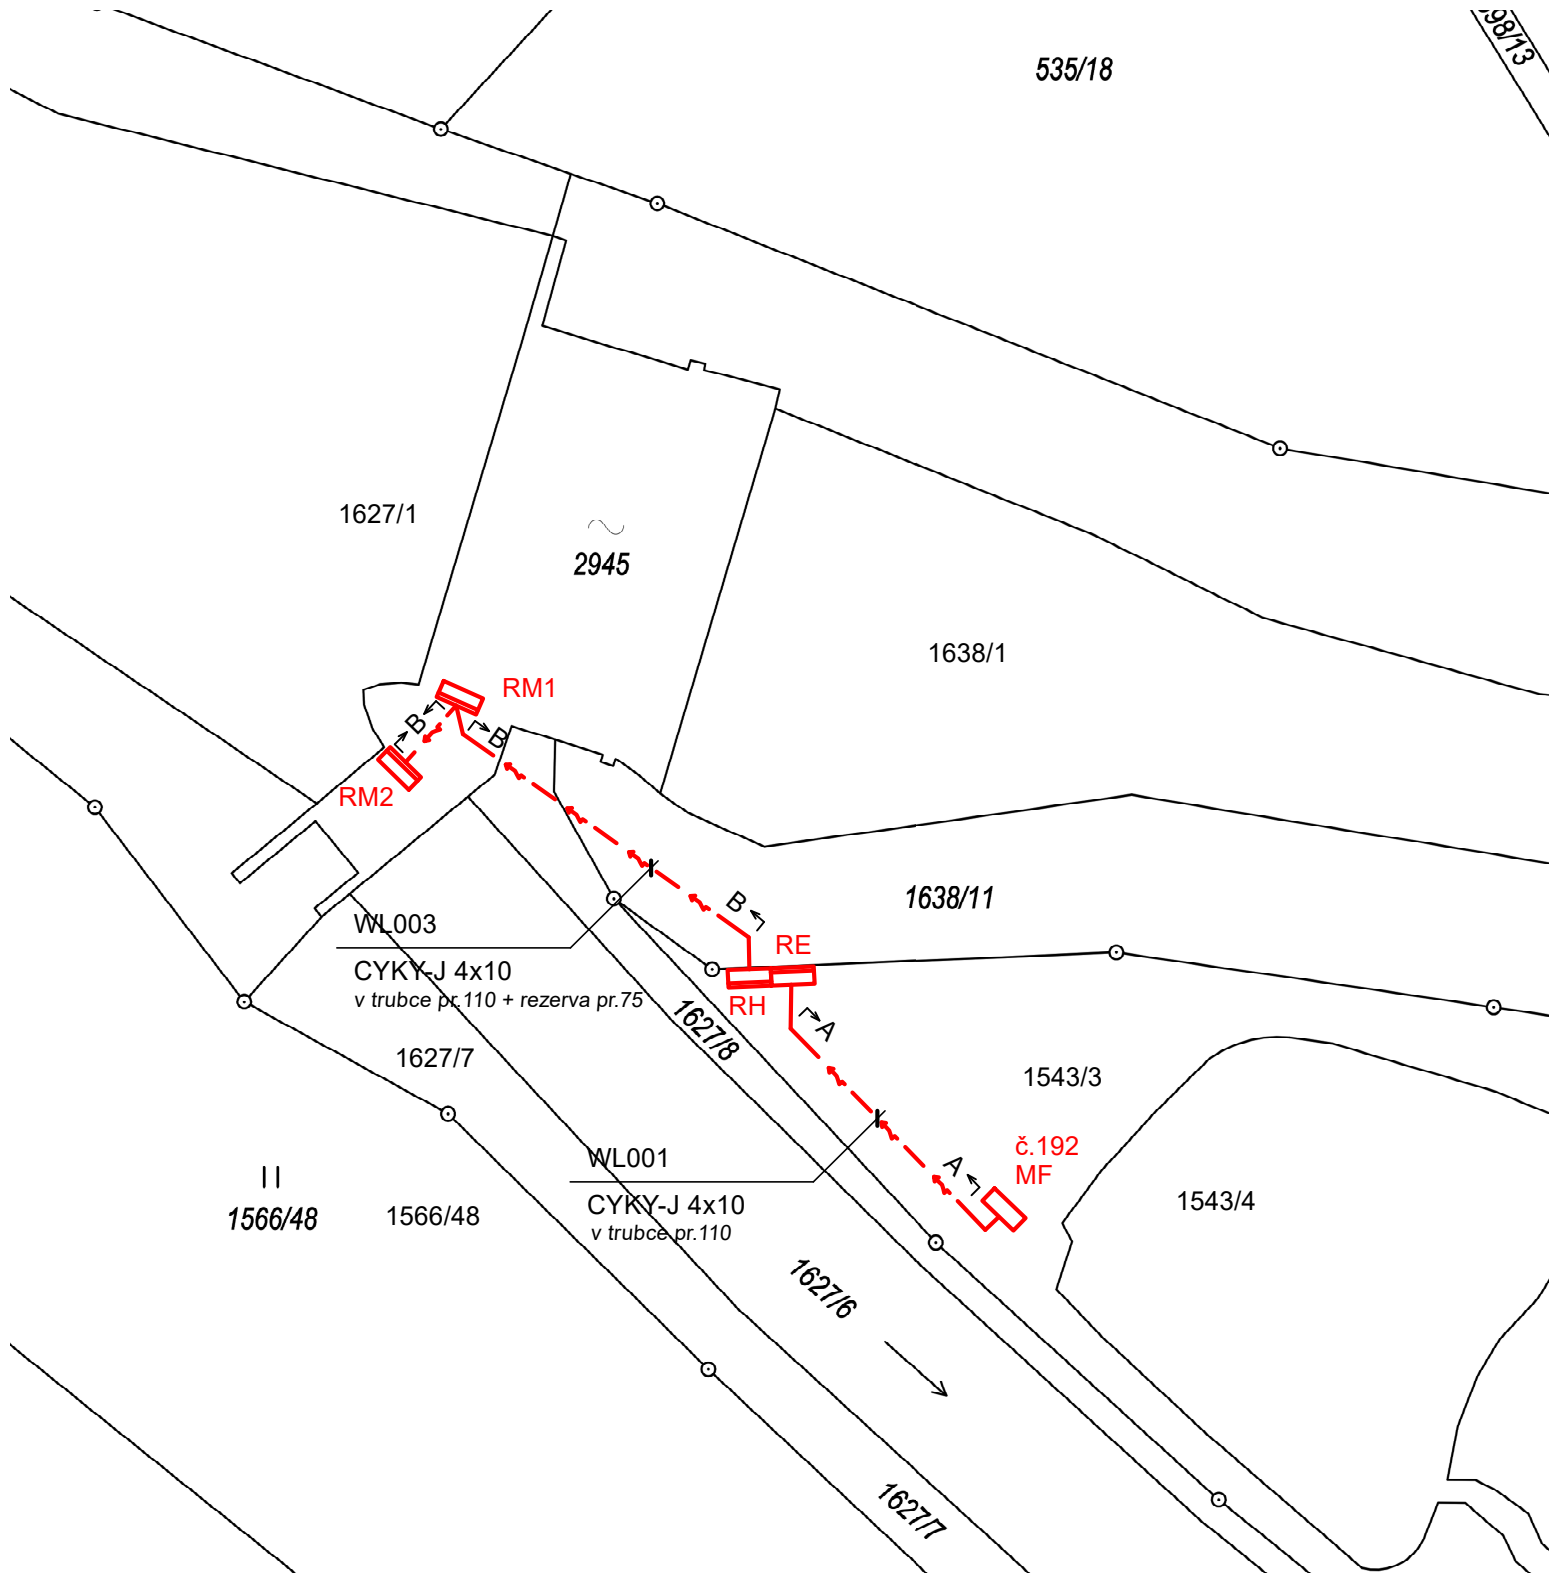 598/13
535/18
1627/1
2945
1638/1
RM1
B
B
RM2
B
1638/11
WL003
CYKY-J 4x10
v trubce pr.110 + rezerva pr.75
RE
RH
1627/8
A
1627/7
1543/3
č.192
MF
A
WL001
CYKY-J 4x10
v trubce pr.110
1566/48
1566/48
1543/4
1627/6
1627/7